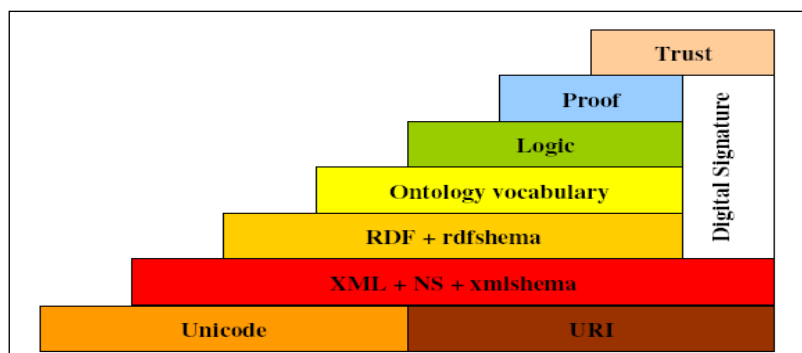 Trust
Proof
Digital Signature
Logic
Ontology vocabulary
RDF + rdfshema
XML + NS + xmlshema
Unicode
URI